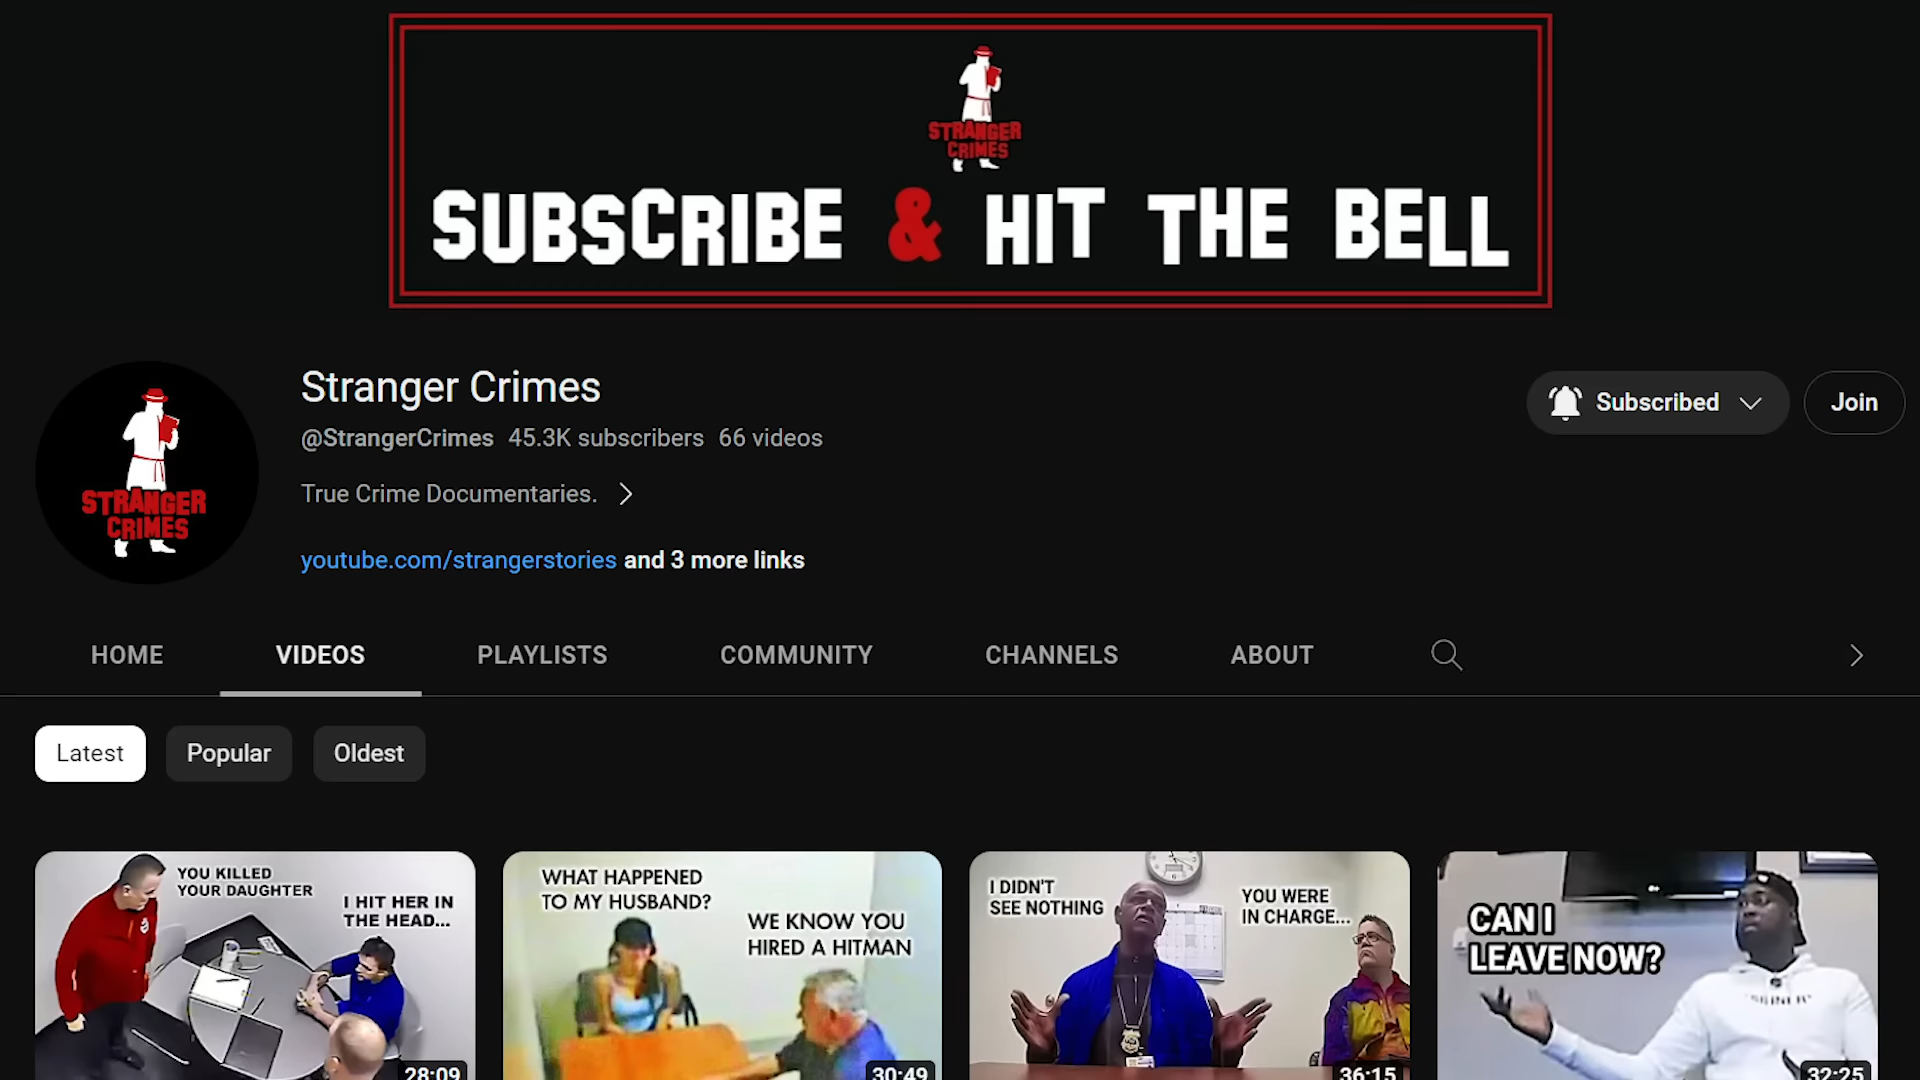 STRANGER
CRIMES
SUBSCRIBE & HIT THE BELL
STRANGER
CRIMES
Stranger Crimes
@StrangerCrimes 45.3K subscribers 66 videos
True Crime Documentaries.
youtube.com/strangerstories and 3 more links
Subscribed
Join
HOME VIDEOS PLAYLISTS COMMUNITY CHANNELS ABOUT
Latest Popular Oldest
YOU KILLED
YOUR DAUGHTER
I HIT HER IN
THE HEAD...
28:09
WHAT HAPPENED
TO MY HUSBAND?
WE KNOW YOU
HIRED A HITMAN
30:49
I DIDN'T
SEE NOTHING
YOU WERE
IN CHARGE...
36:15
CAN I
LEAVE NOW?
32:25